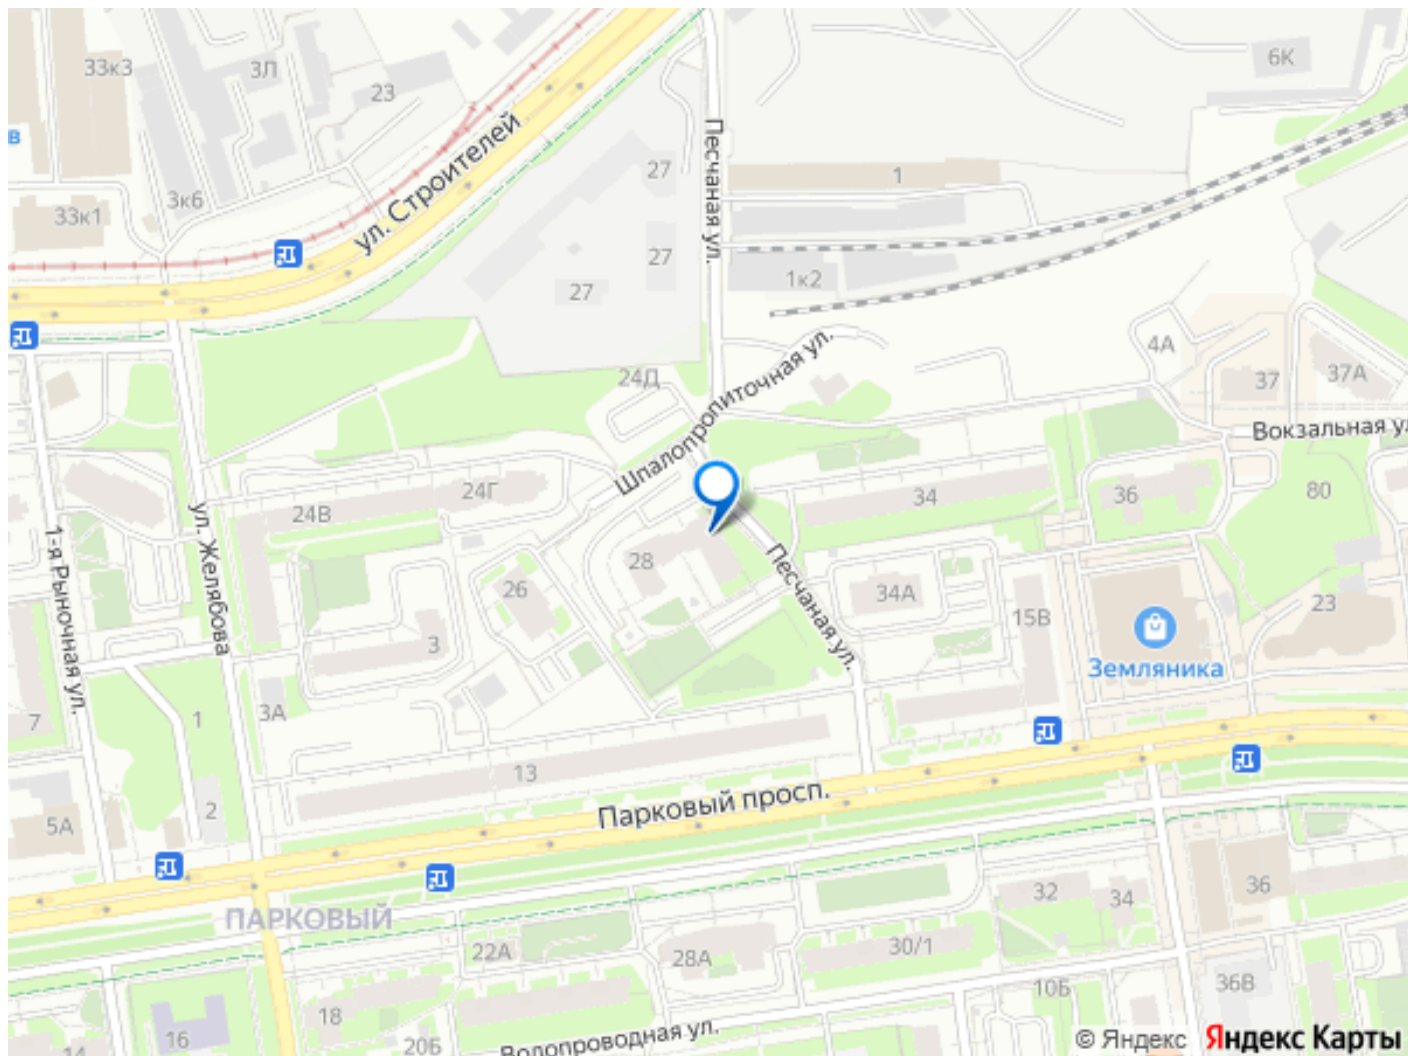 33к3
3Л
23
6К
в
ул. Строителей
Песчаная ул.
27
1
3к6
33к1
27
1к2
27
Шпалопропиточная ул.
4А
37
37А
24Д
Вокзальная ул
24Г
34
36
80
24В
1-я Рыночная ул.
ул. Желябова
28
26
Песчаная ул.
34А
15В
23
3
Земляника
7
1
3А
13
Парковый просп.
2
5А
ПАРКОВЫЙ
32
34
36
22А
28А
30/1
36В
10Б
18
16
14
20Б
Водопроводная ул.
© Яндекс Яндекс Карты